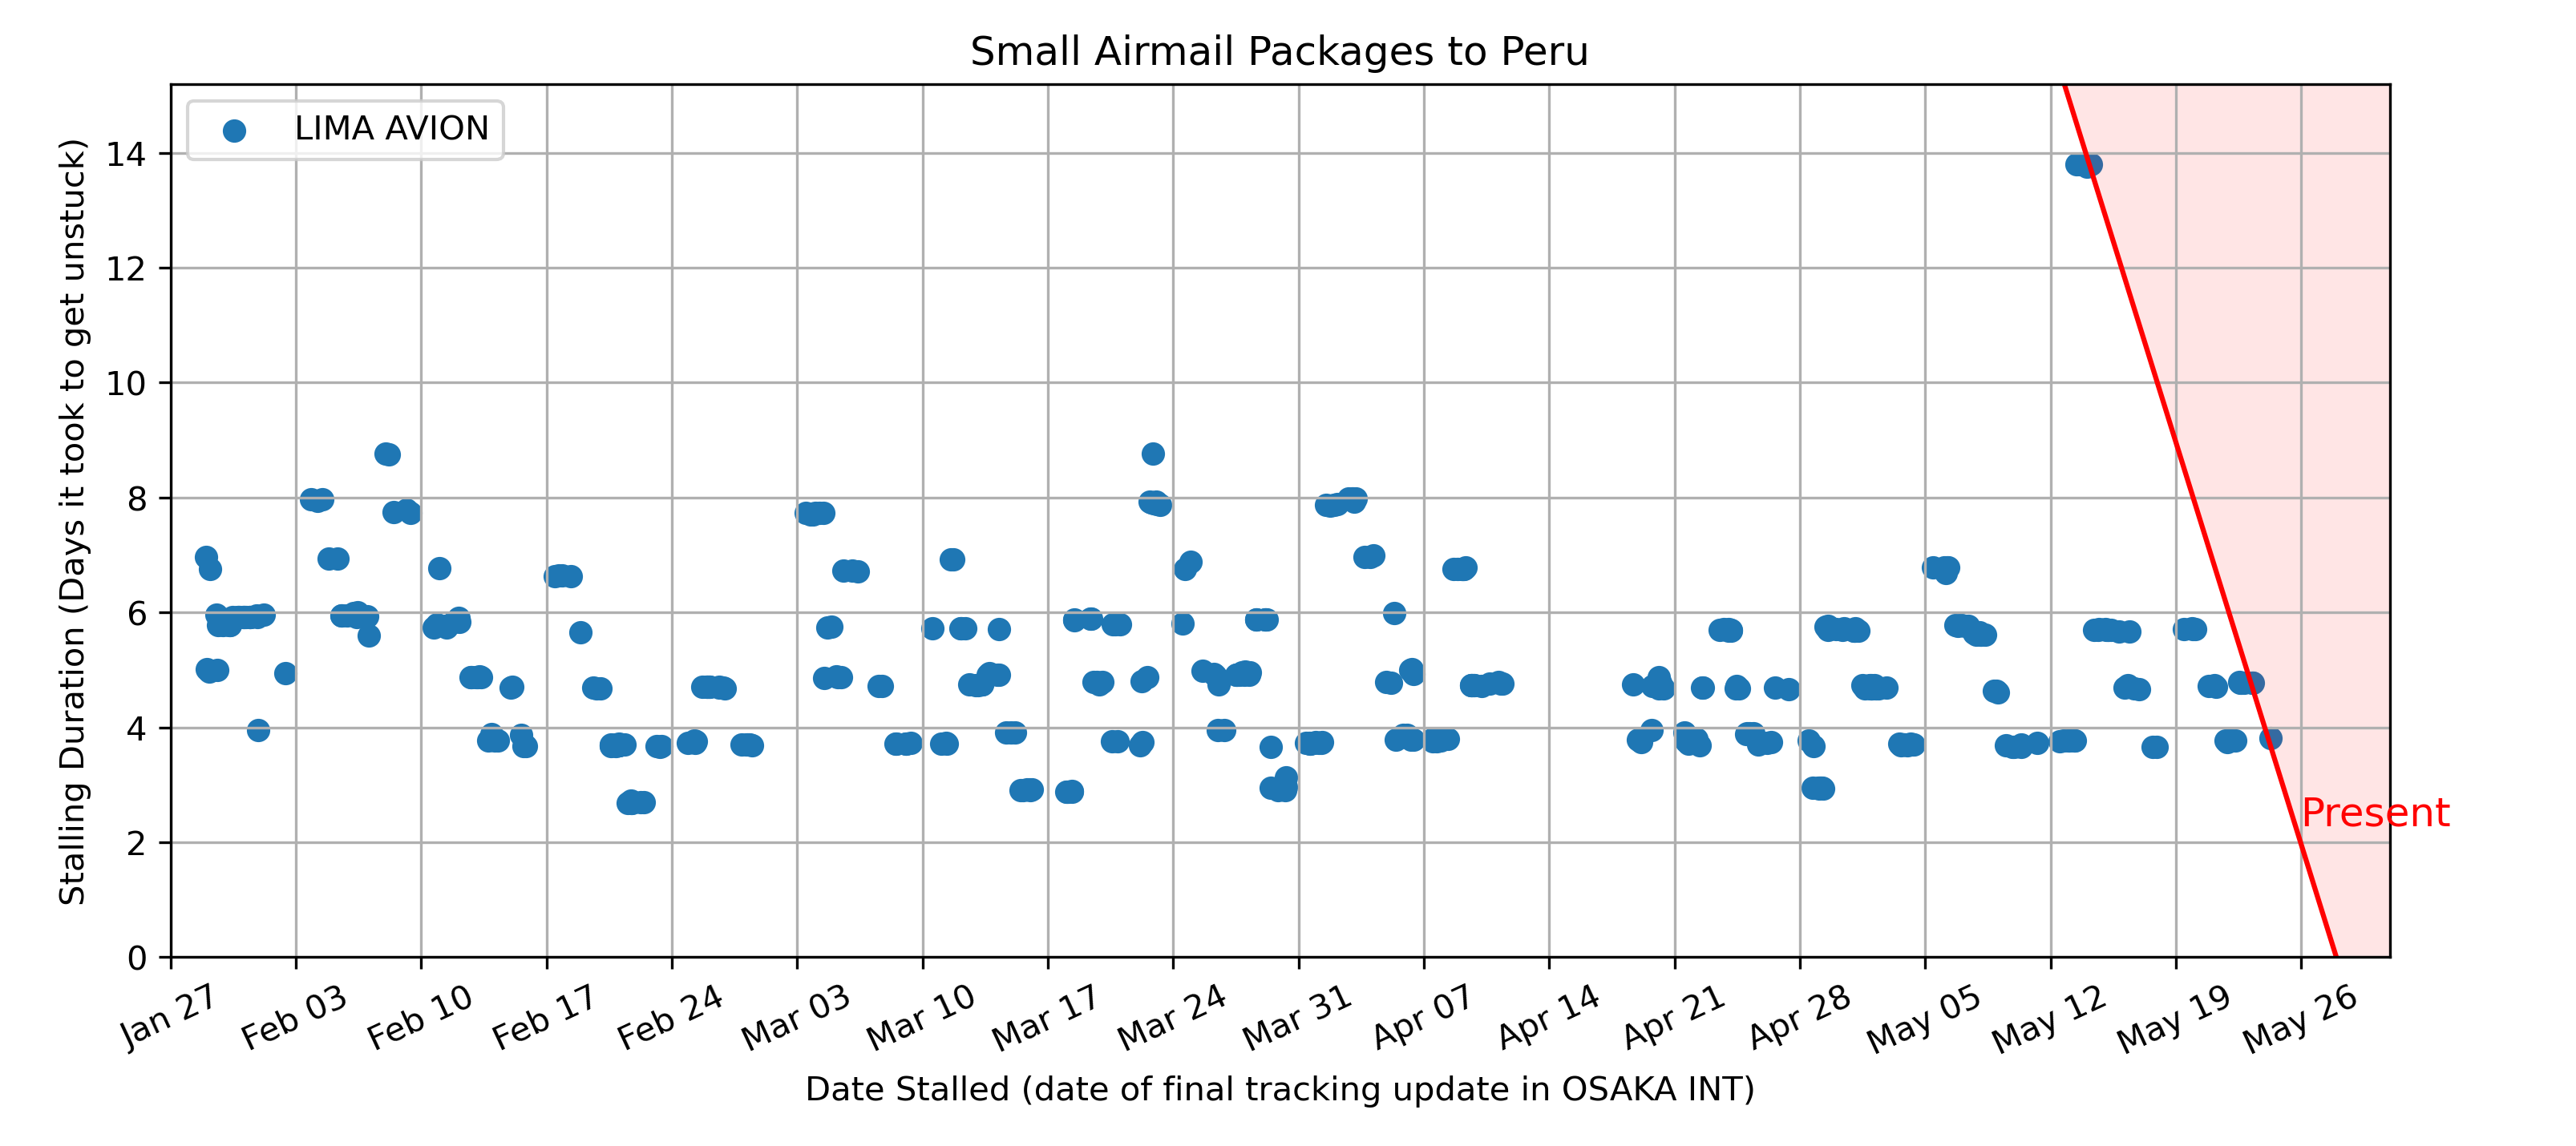 Small Airmail Packages to Peru
LIMA AVION
Stalling Duration (Days it took to get unstuck)
14
12
10
8
6
4
2
0
Present
Jan 27
Feb 03
Feb 10
Feb 17
Feb 24
Mar 03
Mar 10
Mar 17
Mar 24
Mar 31
Apr 07
Apr 14
Apr 21
Apr 28
May 05
May 12
May 19
May 26
Date Stalled (date of final tracking update in OSAKA INT)